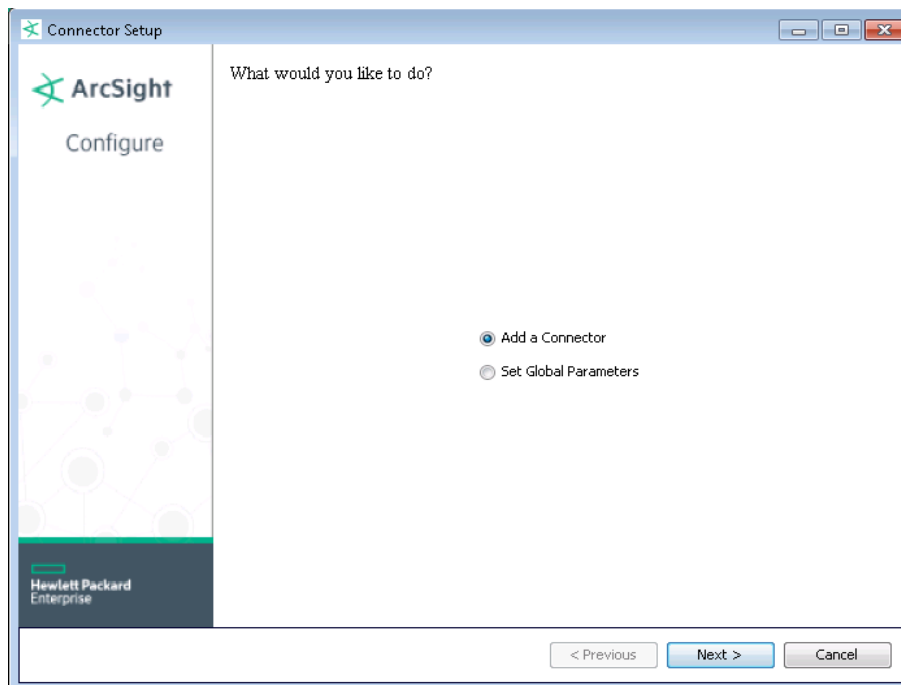 Connector Setup
ArcSight
Configure
What would you like to do?
Add a Connector
Set Global Parameters
Hewlett Packard
Enterprise
< Previous
Next >
Cancel